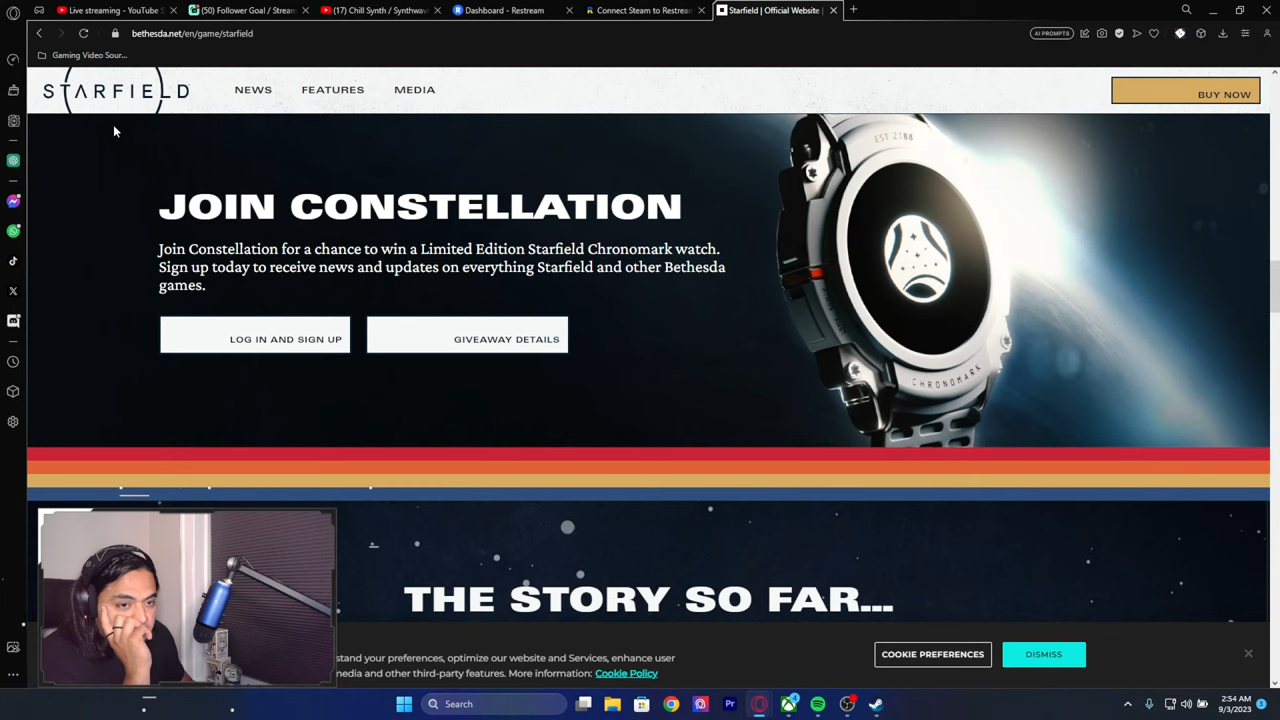 Live streaming - YouTube S
(50) Follower Goal / Stream
(17) Chill Synth / Synthwave
Dashboard - Restream
Connect Steam to Restream
Starfield | Official Website |
bethesda.net/en/game/starfield
AI PROMPTS
Gaming Video Sour...
STARFIELD
NEWS
FEATURES
MEDIA
BUY NOW
EST 2188
JOIN CONSTELLATION
Join Constellation for a chance to win a Limited Edition Starfield Chronomark watch.
Sign up today to receive news and updates on everything Starfield and other Bethesda
games.
LOG IN AND SIGN UP
GIVEAWAY DETAILS
CHRONOMARK
THE STORY SO FAR...
stand your preferences, optimize our website and Services, enhance user
media and other third-party features. More information: Cookie Policy
COOKIE PREFERENCES
DISMISS
Search
2:54 AM
9/3/2023